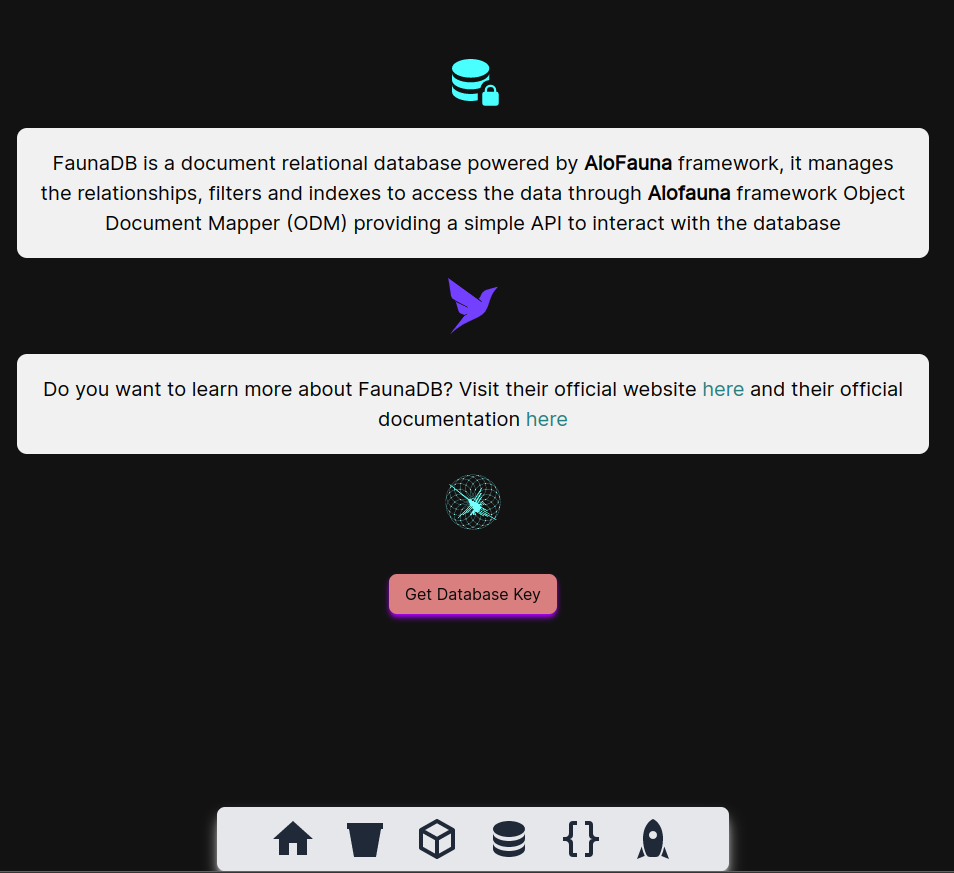 FaunaDB is a document relational database powered by AioFauna framework, it manages
the relationships, filters and indexes to access the data through Aiofauna framework Object
Document Mapper (ODM) providing a simple API to interact with the database
Do you want to learn more about FaunaDB? Visit their official website here and their official
documentation here
Get Database Key